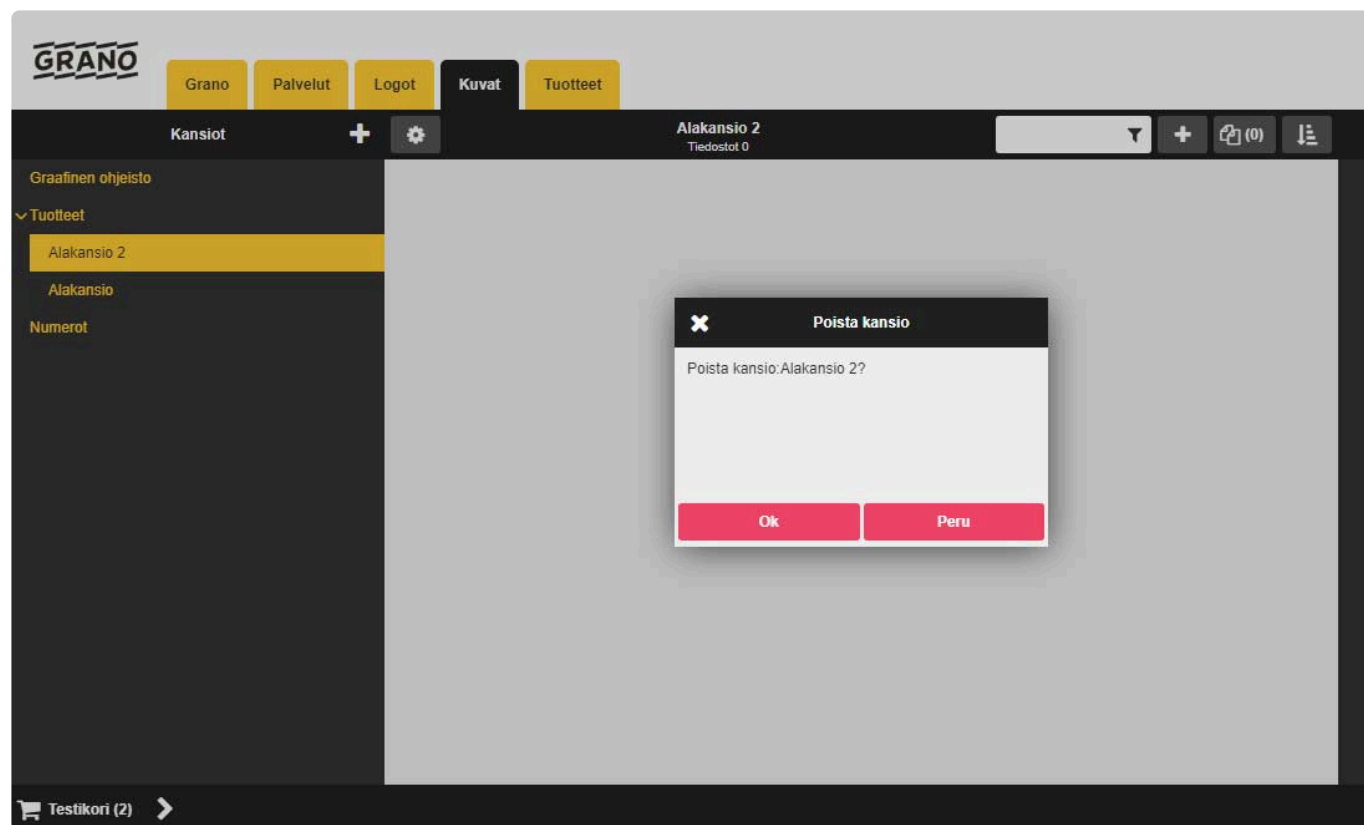 GRANO
Grano Palvelut Logot Kuvat Tuotteet
Kansiot
Alakansio 2
Tiedostot 0
(0)
Graafinen ohjeisto
Tuotteet
Alakansio 2
Alakansio
Numerot
Poista kansio
Poista kansio:Alakansio 2?
Ok Peru
Testikori (2)